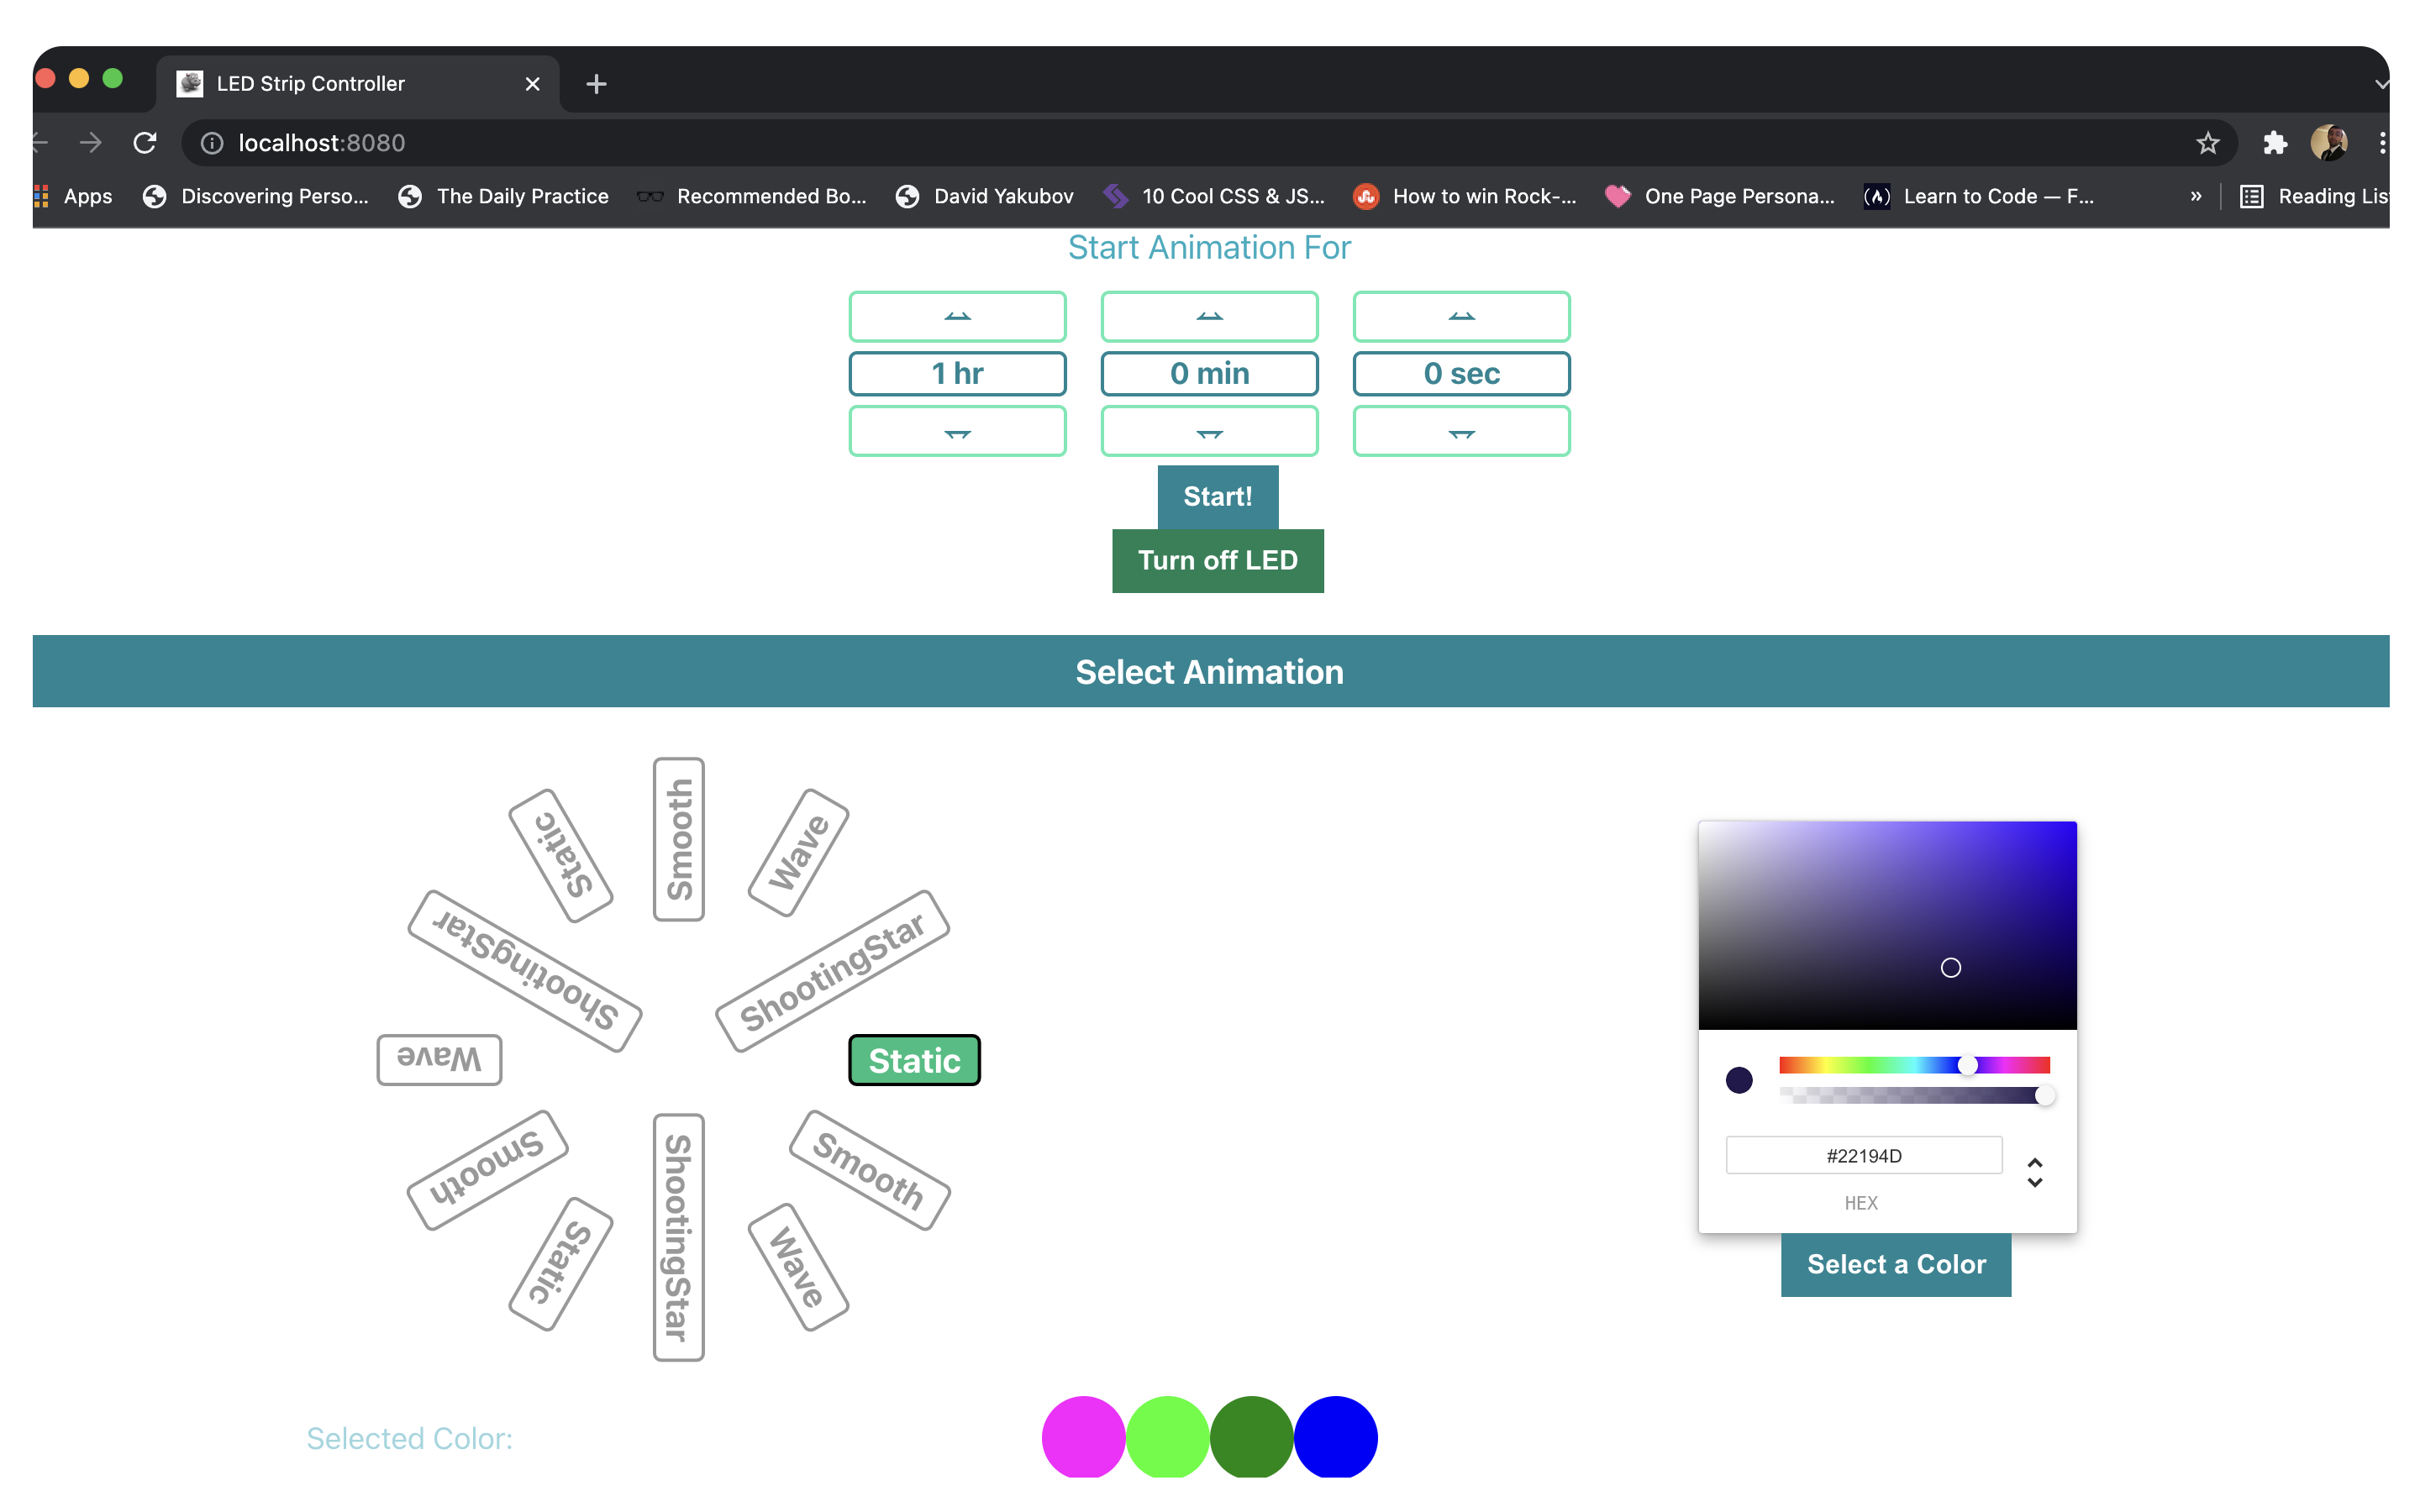 LED Strip Controller
localhost:8080
Apps Discovering Perso... The Daily Practice Recommended Bo... David Yakubov 10 Cool CSS & JS... How to win Rock-... One Page Persona... Learn to Code — F... » Reading Lis
Start Animation For
1 hr 0 min 0 sec
Start!
Turn off LED
Select Animation
Smooth
Static
Wave
ShootingStar
ShootingStar
Wave
Static
Smooth
Smooth
Static
ShootingStar
Wave
#22194D
HEX
Select a Color
Selected Color: